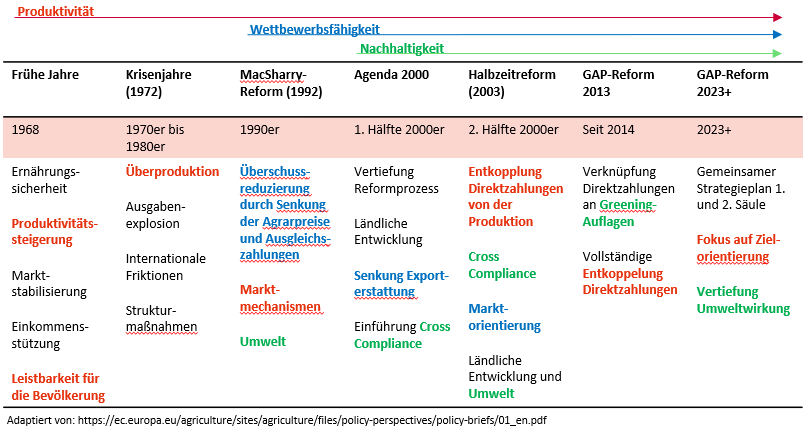 Produktivität
Wettbewerbsfähigkeit
Nachhaltigkeit
Frühe Jahre
Krisenjahre
(1972)
MacSharry-
Reform (1992)
Agenda 2000
Halbzeitreform
(2003)
GAP-Reform
2013
GAP-Reform
2023+
1968
1970er bis
1980er
1990er
1. Hälfte 2000er
2. Hälfte 2000er
Seit 2014
2023+
Ernährungs-
sicherheit
Produktivitäts-
steigerung
Markt-
stabilisierung
Einkommens-
stützung
Leistbarkeit für
die Bevölkerung
Überproduktion
Ausgaben-
explosion
Internationale
Friktionen
Struktur-
maßnahmen
Überschuss-
reduzierung
durch Senkung
der Agrarpreise
und Ausgleichs-
zahlungen
Markt-
mechanismen
Umwelt
Vertiefung
Reformprozess
Ländliche
Entwicklung
Senkung Export-
erstattung
Einführung Cross
Compliance
Entkopplung
Direktzahlungen
von der
Produktion
Cross
Compliance
Markt-
orientierung
Ländliche
Entwicklung und
Umwelt
Verknüpfung
Direktzahlungen
an Greening-
Auflagen
Vollständige
Entkoppelung
Direktzahlungen
Gemeinsamer
Strategieplan 1.
und 2. Säule
Fokus auf Ziel-
orientierung
Vertiefung
Umweltwirkung
Adaptiert von: https://ec.europa.eu/agriculture/sites/agriculture/files/policy-perspectives/policy-briefs/01_en.pdf